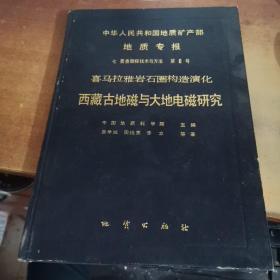 中华人民共和国地质矿产部
地质专报
七 普查勘探技术与方法 第 6 号
喜马拉雅岩石圈构造演化
西藏古地磁与大地电磁研究
中国地质科学院 主编
等著
地质出版社